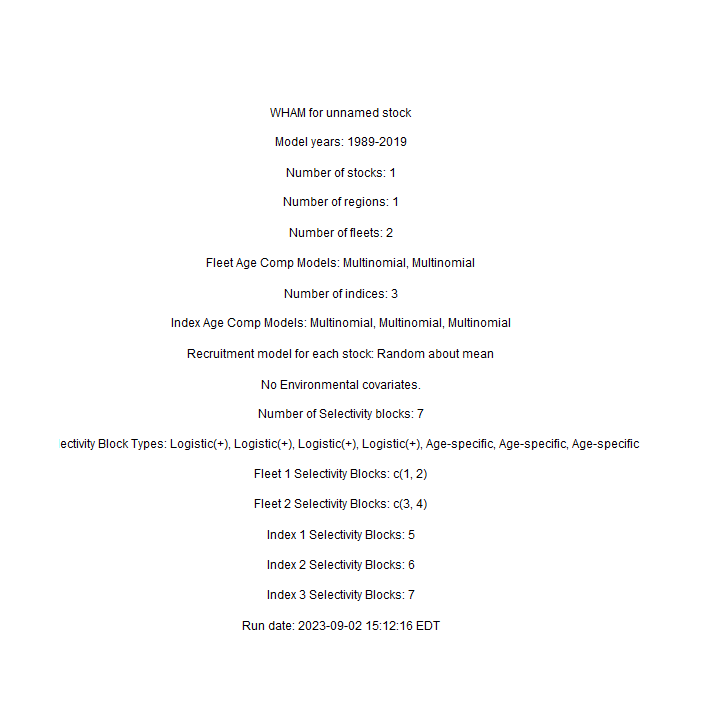 WHAM for unnamed stock
Model years: 1989-2019
Number of stocks: 1
Number of regions: 1
Number of fleets: 2
Fleet Age Comp Models: Multinomial, Multinomial
Number of indices: 3
Index Age Comp Models: Multinomial, Multinomial, Multinomial
Recruitment model for each stock: Random about mean
No Environmental covariates.
Number of Selectivity blocks: 7
ectivity Block Types: Logistic(+), Logistic(+), Logistic(+), Logistic(+), Age-specific, Age-specific, Age-specific
Fleet 1 Selectivity Blocks: c(1, 2)
Fleet 2 Selectivity Blocks: c(3, 4)
Index 1 Selectivity Blocks: 5
Index 2 Selectivity Blocks: 6
Index 3 Selectivity Blocks: 7
Run date: 2023-09-02 15:12:16 EDT